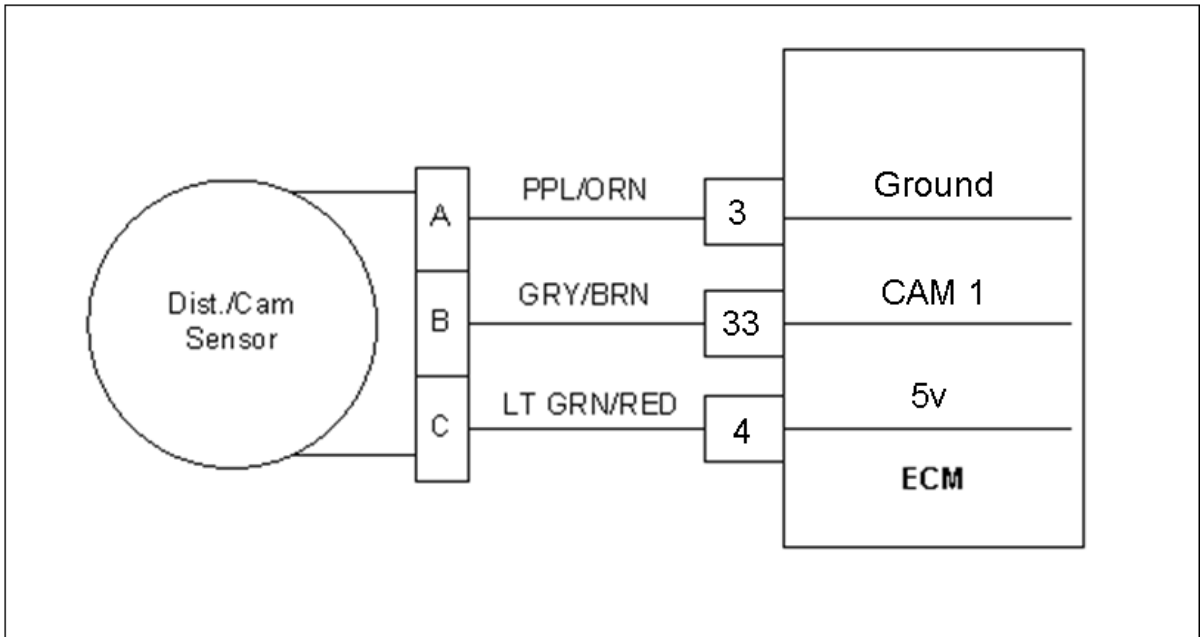 Dist./Cam
Sensor
A
PPL/ORN
3
Ground
B
GRY/BRN
33
CAM 1
C
LT GRN/RED
4
5v
ECM